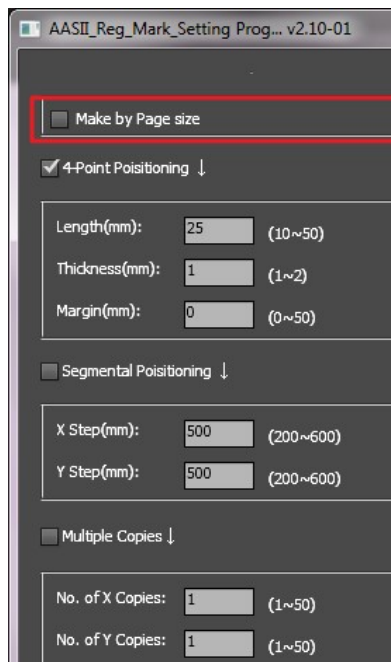 AASII_Reg_Mark_Setting Prog... v2.10-01
Make by Page size
4-Point Poisitioning ↓
Length(mm): 25 (10~50)
Thickness(mm): 1 (1~2)
Margin(mm): 0 (0~50)
Segmental Poisitioning ↓
X Step(mm): 500 (200~600)
Y Step(mm): 500 (200~600)
Multiple Copies ↓
No. of X Copies: 1 (1~50)
No. of Y Copies: 1 (1~50)